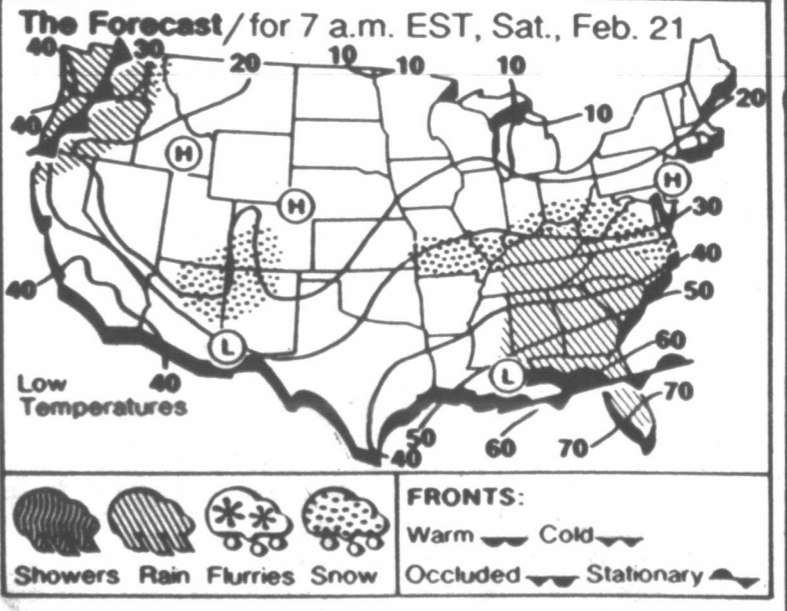 The Forecast/for 7 a.m. EST, Sat., Feb. 21
40 30 20 10 10 10
10
20
40
H
H
H
30
40
50
40
L
60
L
70
Low
Temperatures
40
50
40
60
70
Showers Rain Flurries Snow
FRONTS:
Warm Cold
Occluded Stationary